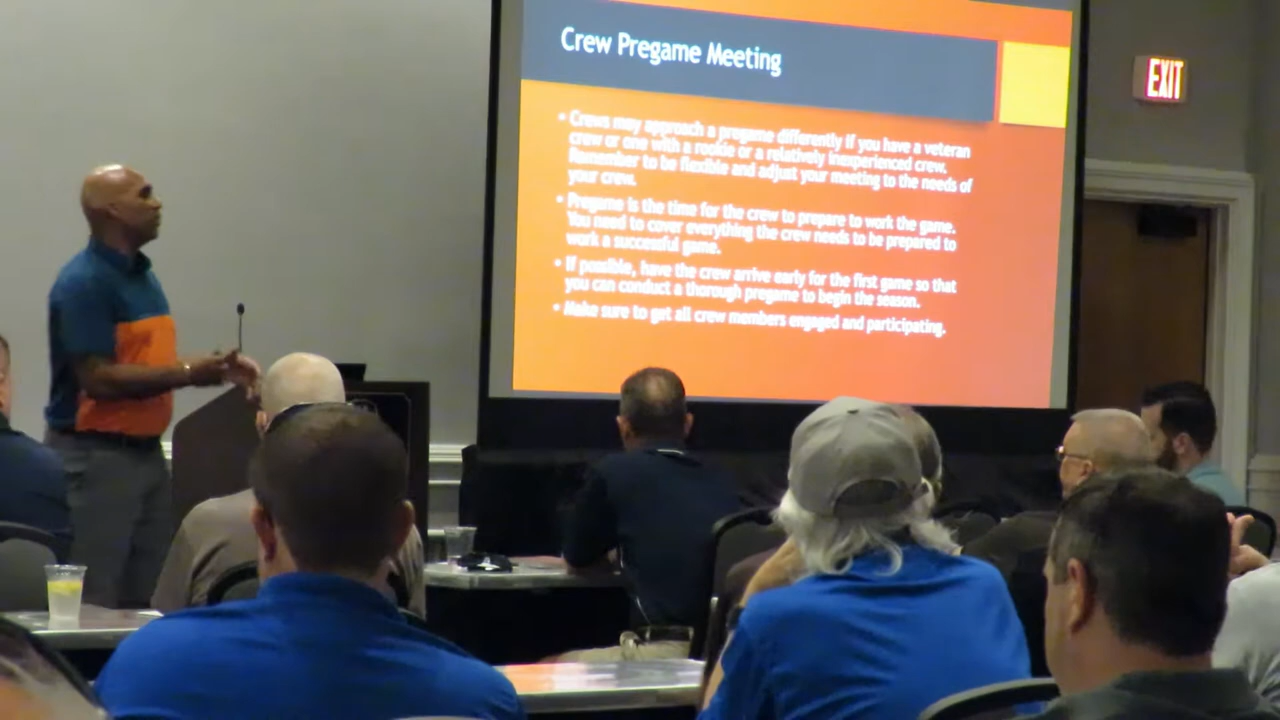 Crew Pregame Meeting
EXIT
• Crews may approach a pregame differently if you have a veteran
crew or one with a rookie or a relatively inexperienced crew.
Remember to be flexible and adjust your meeting to the needs of
your crew.
• Pregame is the time for the crew to prepare to work the game.
You need to cover everything the crew needs to be prepared to
work a successful game.
• If possible, have the crew arrive early for the first game so that
you can conduct a thorough pregame to begin the season.
• Make sure to get all crew members engaged and participating.